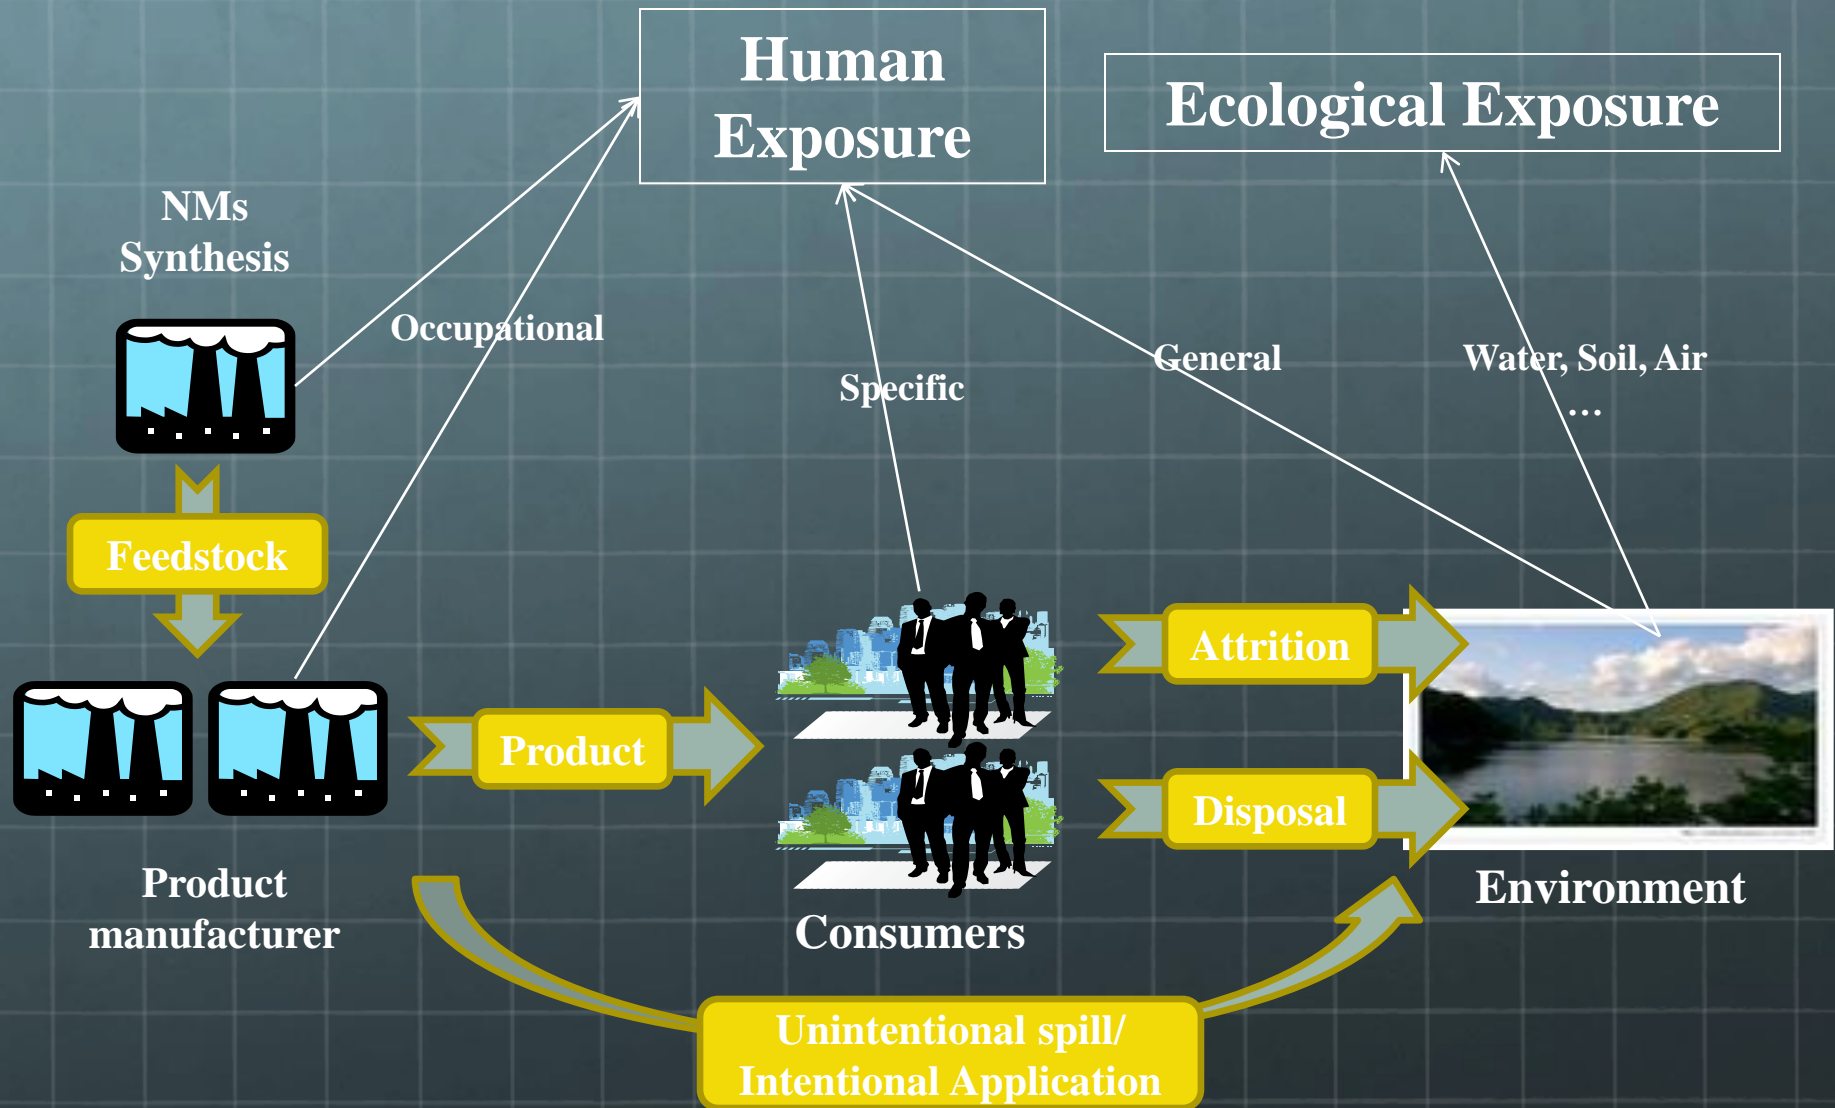 Human
Exposure
Ecological Exposure
NMs
Synthesis
Occupational
Specific
General
Water, Soil, Air
…
Feedstock
Attrition
Product
Disposal
Product
manufacturer
Consumers
Environment
Unintentional spill/
Intentional Application